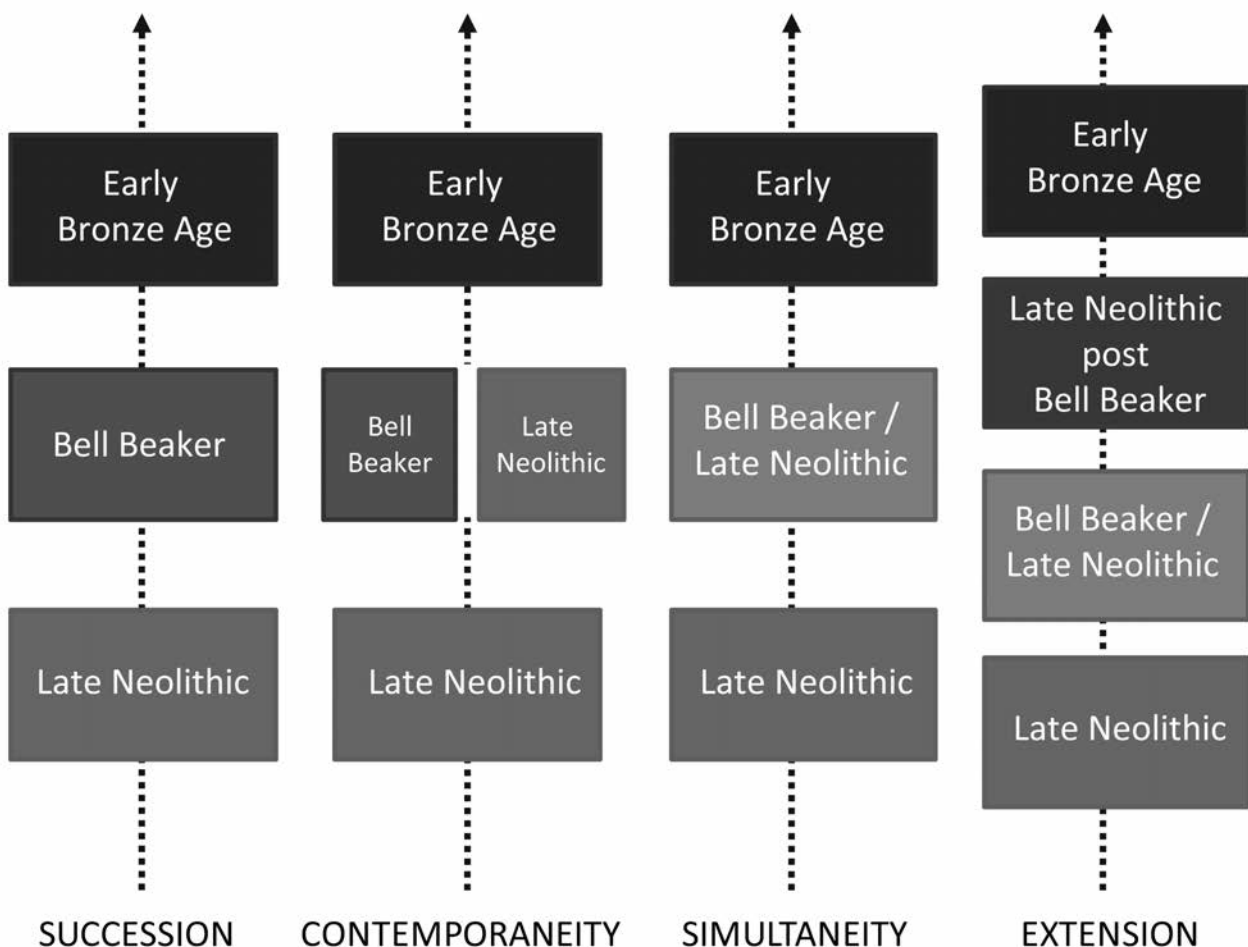 Early
Bronze Age
Bell Beaker
Late Neolithic
SUCCESSION
Early
Bronze Age
Bell
Beaker
Late
Neolithic
Late Neolithic
CONTEMPORANEITY
Early
Bronze Age
Bell Beaker /
Late Neolithic
Late Neolithic
SIMULTANEITY
Early
Bronze Age
Late Neolithic
post
Bell Beaker
Bell Beaker /
Late Neolithic
Late Neolithic
EXTENSION